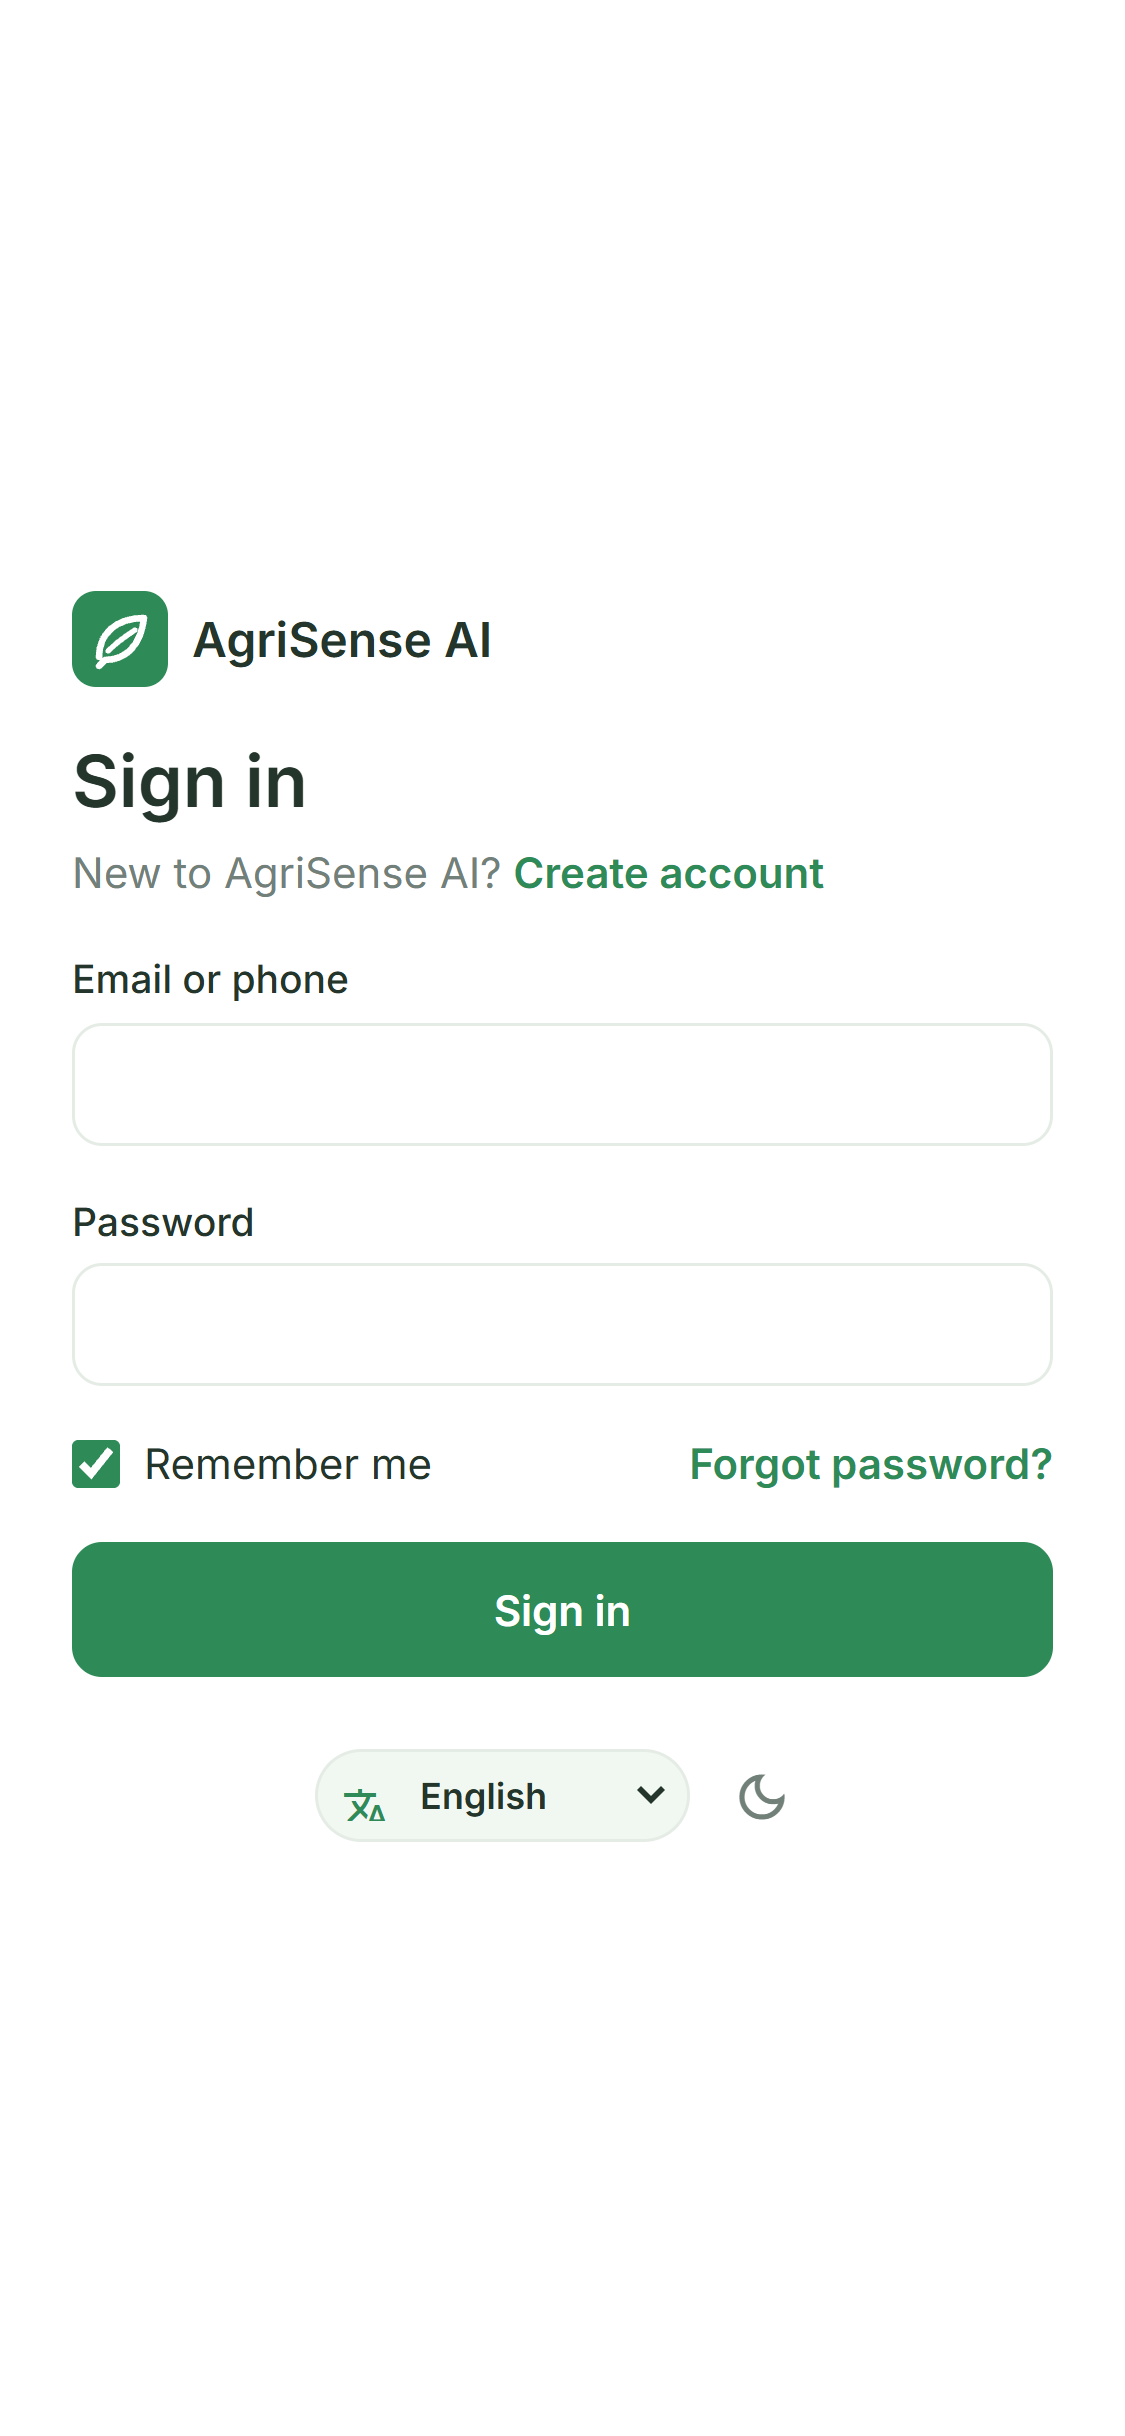 AgriSense AI
Sign in
New to AgriSense AI? Create account
Email or phone
Password
Remember me Forgot password?
Sign in
English